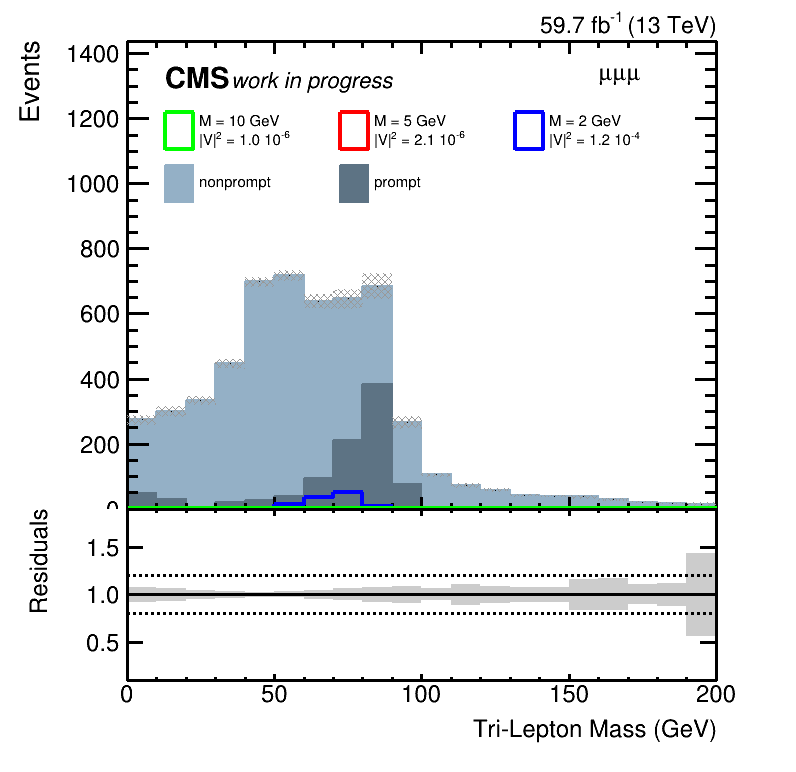 59.7 fb⁻¹ (13 TeV)
Events
1400
1200
1000
800
600
400
200
0
CMS work in progress
μμμ
M = 10 GeV
|V|² = 1.0 10⁻⁶
M = 5 GeV
|V|² = 2.1 10⁻⁶
M = 2 GeV
|V|² = 1.2 10⁻⁴
nonprompt
prompt
Residuals
1.5
1.0
0.5
0 50 100 150 200
Tri-Lepton Mass (GeV)